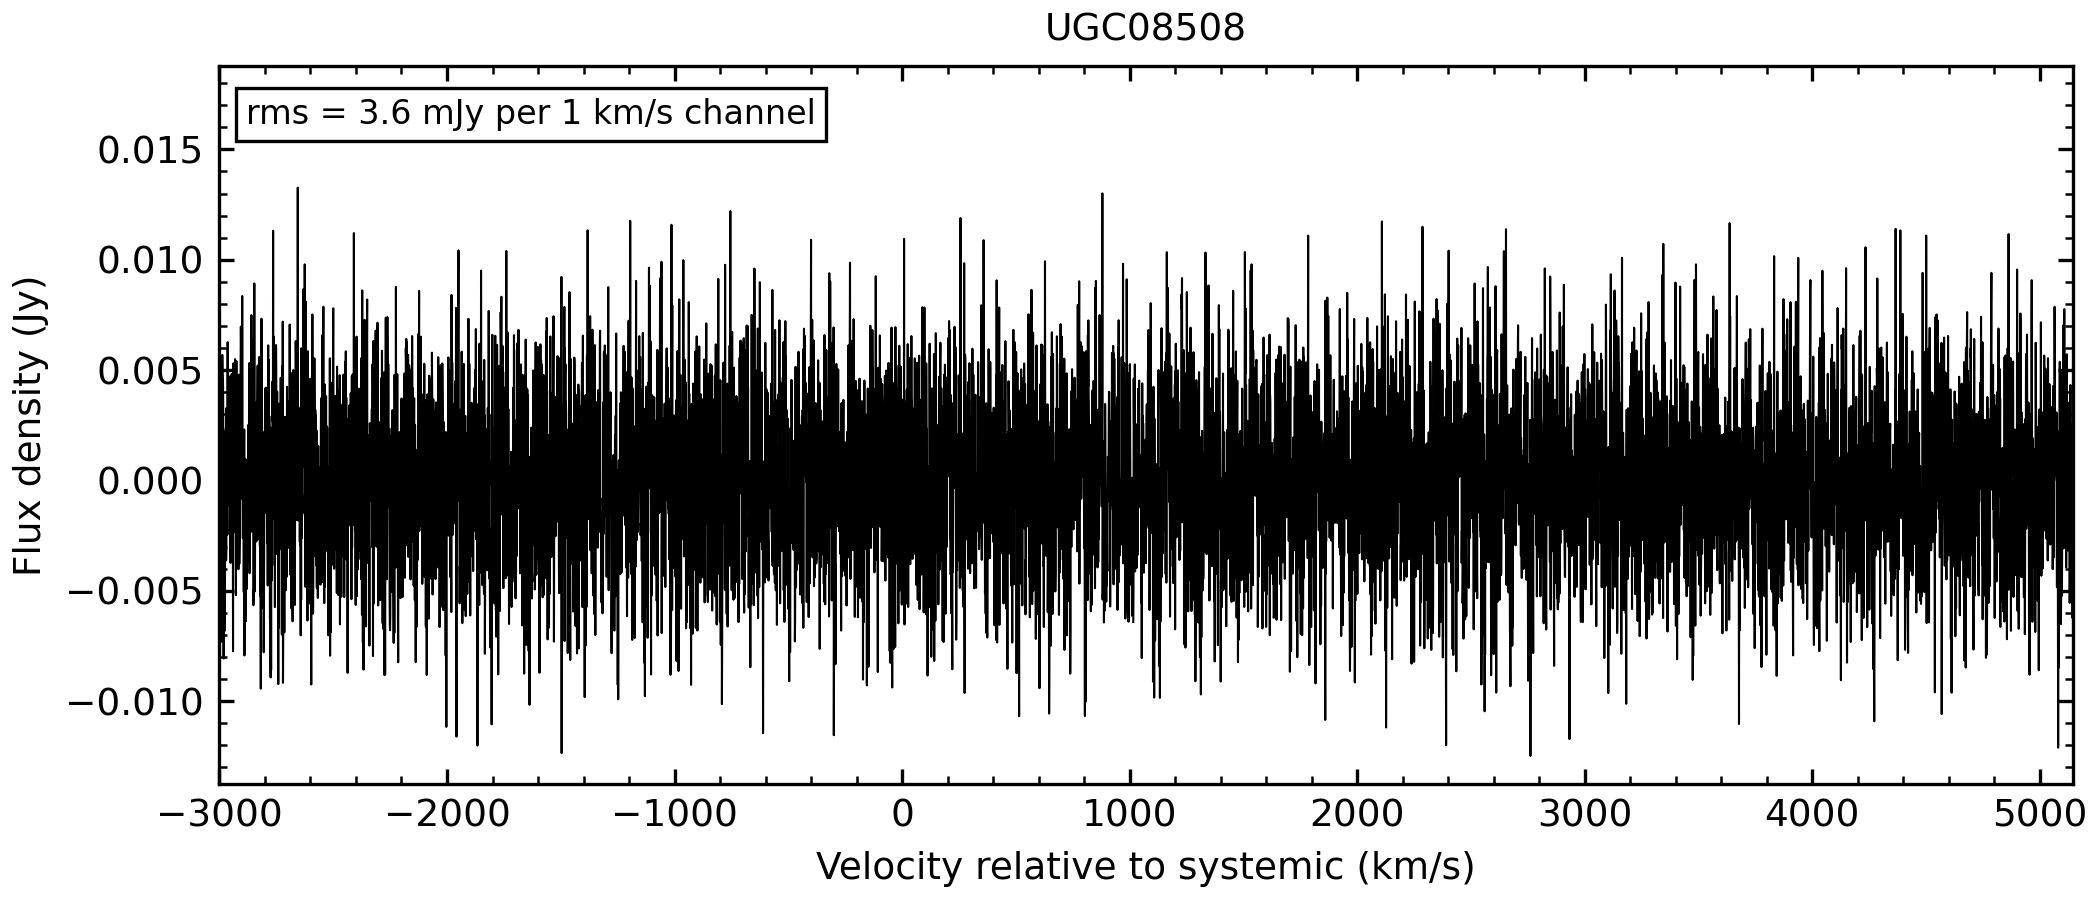 UGC08508
rms = 3.6 mJy per 1 km/s channel
0.015
0.010
0.005
0.000
−0.005
−0.010
Flux density (Jy)
−3000 −2000 −1000 0 1000 2000 3000 4000 5000
Velocity relative to systemic (km/s)